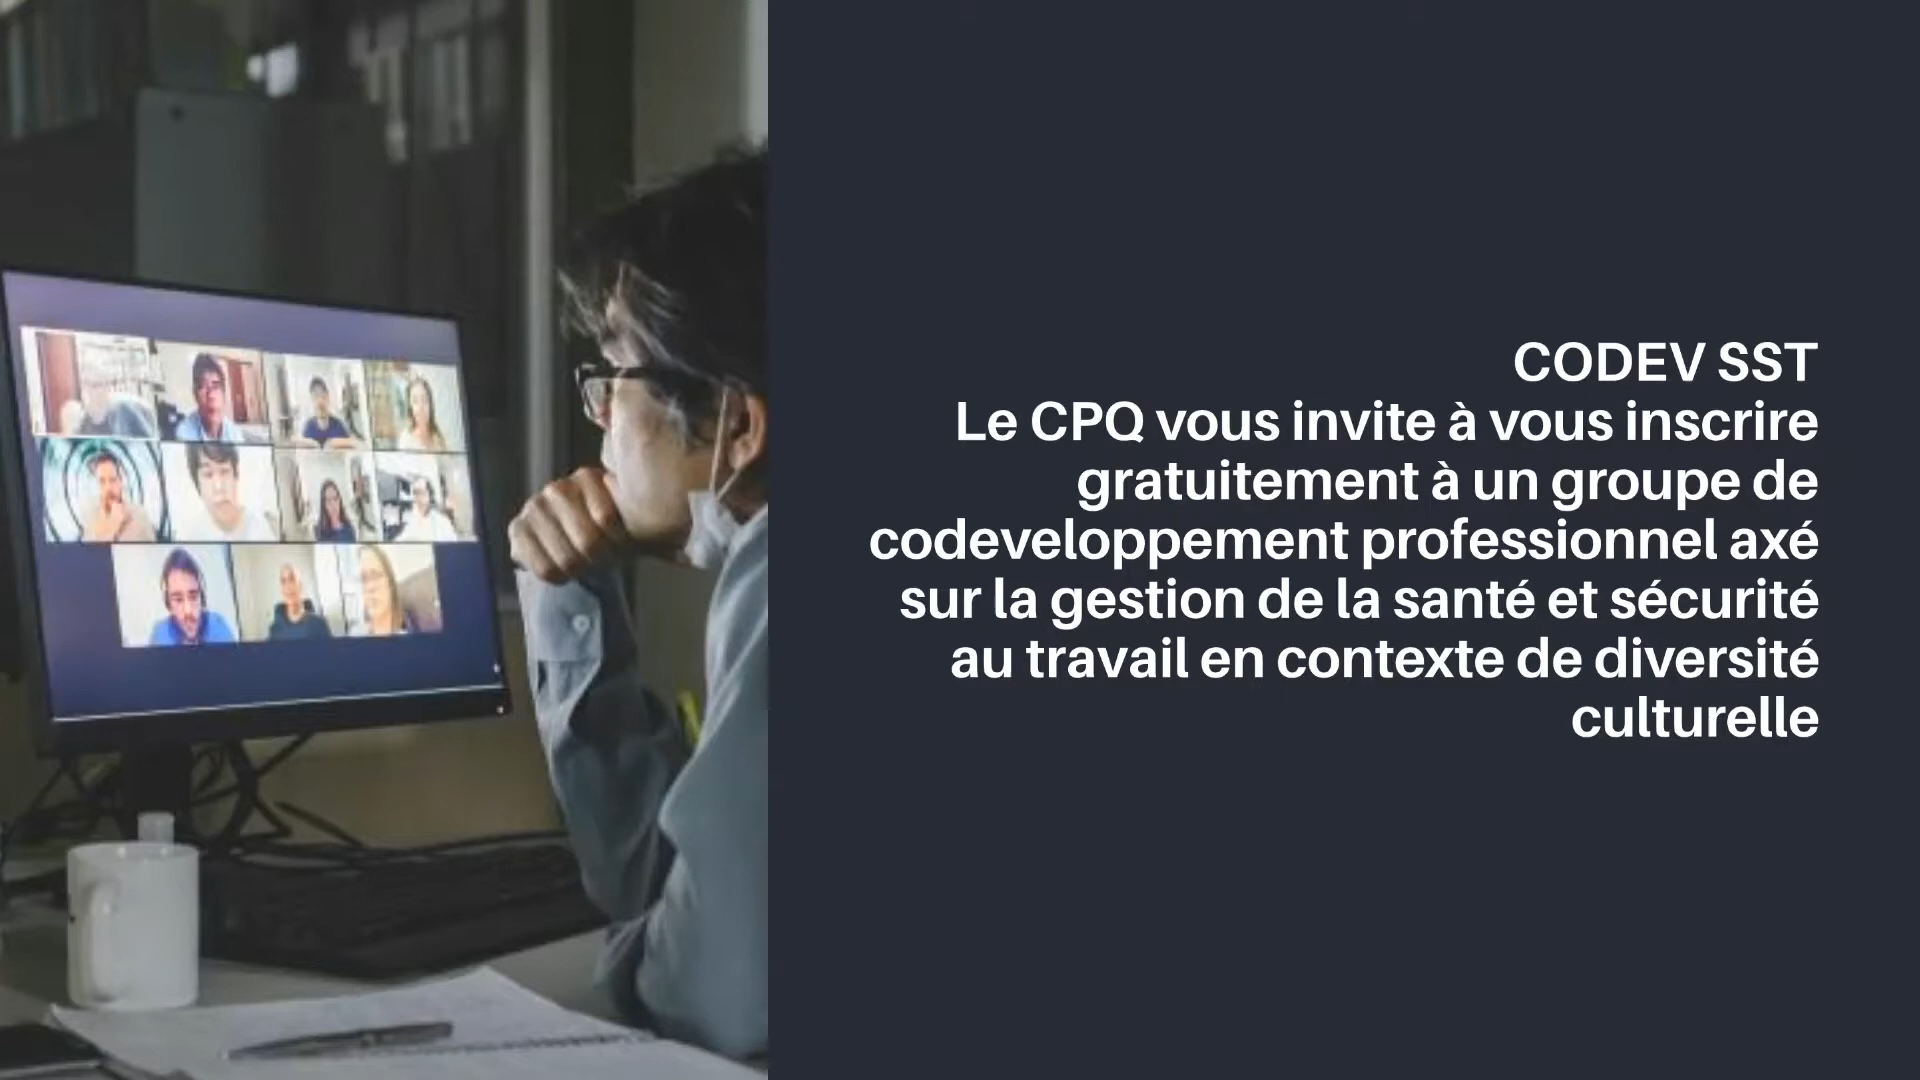 CODEV SST
Le CPQ vous invite à vous inscrire
gratuitement à un groupe de
codeveloppement professionnel axé
sur la gestion de la santé et sécurité
au travail en contexte de diversité
culturelle